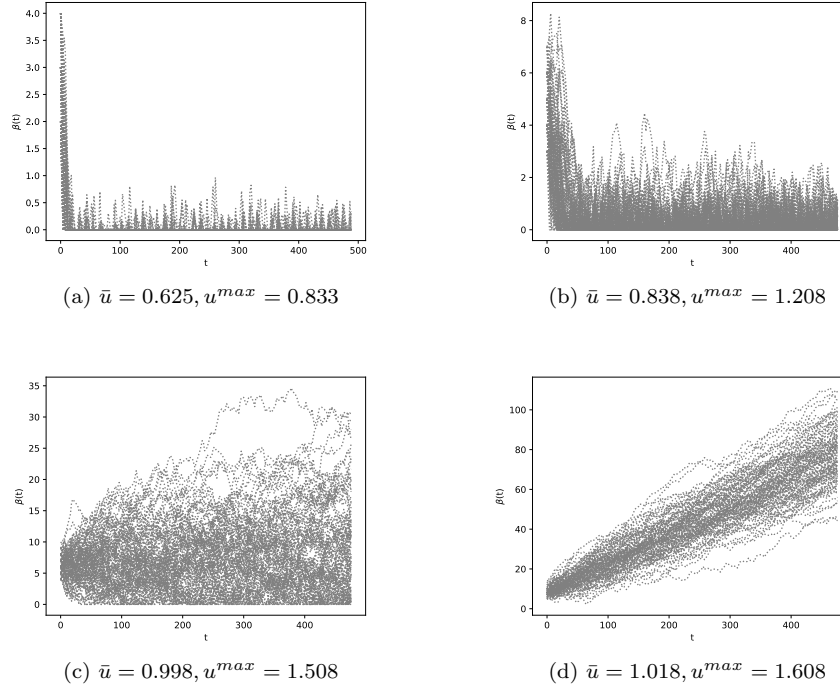 4.0
3.5
3.0
2.5
2.0
1.5
1.0
0.5
0.0
β(t)
0 100 200 300 400 500
t
(a) ū = 0.625, u^{max} = 0.833
8
6
4
2
0
β(t)
0 100 200 300 400
t
(b) ū = 0.838, u^{max} = 1.208
35
30
25
20
15
10
5
0
β(t)
0 100 200 300 400
t
(c) ū = 0.998, u^{max} = 1.508
100
80
60
40
20
0
β(t)
0 100 200 300 400
t
(d) ū = 1.018, u^{max} = 1.608